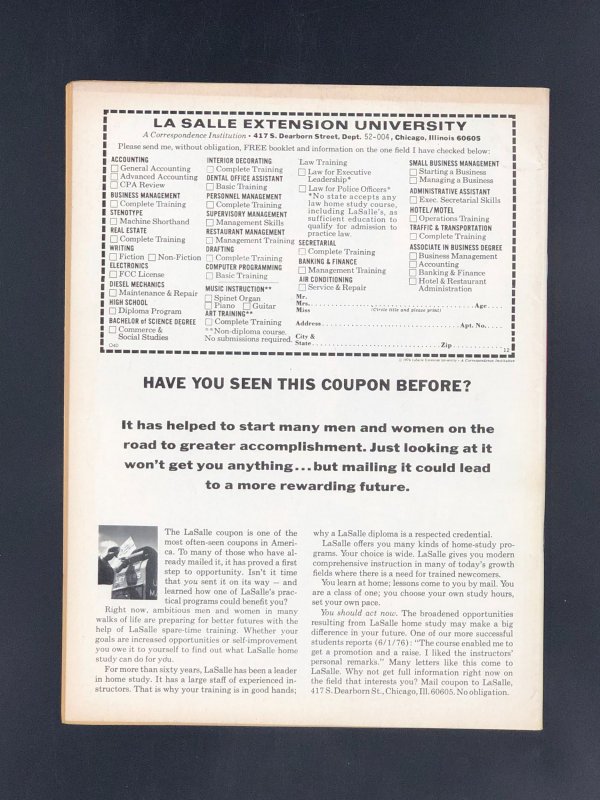 LA SALLE EXTENSION UNIVERSITY
A Correspondence Institution • 417 S. Dearborn Street, Dept. 52-004, Chicago, Illinois 60605
Please send me, without obligation, FREE booklet and information on the one field I have checked below:
ACCOUNTING
General Accounting
Advanced Accounting
CPA Review
BUSINESS MANAGEMENT
Complete Training
STENOTYPE
Machine Shorthand
REAL ESTATE
Complete Training
WRITING
Fiction Non-Fiction
ELECTRONICS
FCC License
DIESEL MECHANICS
Maintenance & Repair
HIGH SCHOOL
Diploma Program
BACHELOR of SCIENCE DEGREE
Commerce &
Social Studies
O40
INTERIOR DECORATING
Complete Training
DENTAL OFFICE ASSISTANT
Basic Training
PERSONNEL MANAGEMENT
Complete Training
SUPERVISORY MANAGEMENT
Management Skills
RESTAURANT MANAGEMENT
Management Training
DRAFTING
Complete Training
COMPUTER PROGRAMMING
Basic Training
MUSIC INSTRUCTION**
Spinet Organ
Piano Guitar
ART TRAINING**
Complete Training
**Non-diploma course.
No submissions required.
Law Training
Law for Executive
Leadership*
Law for Police Officers*
*No state accepts any
law home study course,
including LaSalle's, as
sufficient education to
qualify for admission to
practice law.
SECRETARIAL
Complete Training
BANKING & FINANCE
Management Training
AIR CONDITIONING
Service & Repair
SMALL BUSINESS MANAGEMENT
Starting a Business
Managing a Business
ADMINISTRATIVE ASSISTANT
Exec. Secretarial Skills
HOTEL/MOTEL
Operations Training
TRAFFIC & TRANSPORTATION
Complete Training
ASSOCIATE IN BUSINESS DEGREE
Business Management
Accounting
Banking & Finance
Hotel & Restaurant
Administration
Mr.
Mrs. Age
Miss (Circle title and please print)
Address Apt. No.
City &
State Zip 12
© 1976 LaSalle Extension University • A Correspondence Institution
HAVE YOU SEEN THIS COUPON BEFORE?
It has helped to start many men and women on the
road to greater accomplishment. Just looking at it
won't get you anything...but mailing it could lead
to a more rewarding future.
The LaSalle coupon is one of the
most often-seen coupons in Ameri-
ca. To many of those who have al-
ready mailed it, it has proved a first
step to opportunity. Isn't it time
that you sent it on its way — and
learned how one of LaSalle's prac-
tical programs could benefit you?
Right now, ambitious men and women in many
walks of life are preparing for better futures with the
help of LaSalle spare-time training. Whether your
goals are increased opportunities or self-improvement
you owe it to yourself to find out what LaSalle home
study can do for you.
For more than sixty years, LaSalle has been a leader
in home study. It has a large staff of experienced in-
structors. That is why your training is in good hands;
why a LaSalle diploma is a respected credential.
LaSalle offers you many kinds of home-study pro-
grams. Your choice is wide. LaSalle gives you modern
comprehensive instruction in many of today's growth
fields where there is a need for trained newcomers.
You learn at home; lessons come to you by mail. You
are a class of one; you choose your own study hours,
set your own pace.
You should act now. The broadened opportunities
resulting from LaSalle home study may make a big
difference in your future. One of our more successful
students reports (6/1/76): "The course enabled me to
get a promotion and a raise. I liked the instructors'
personal remarks." Many letters like this come to
LaSalle. Why not get full information right now on
the field that interests you? Mail coupon to LaSalle,
417 S. Dearborn St., Chicago, Ill. 60605. No obligation.